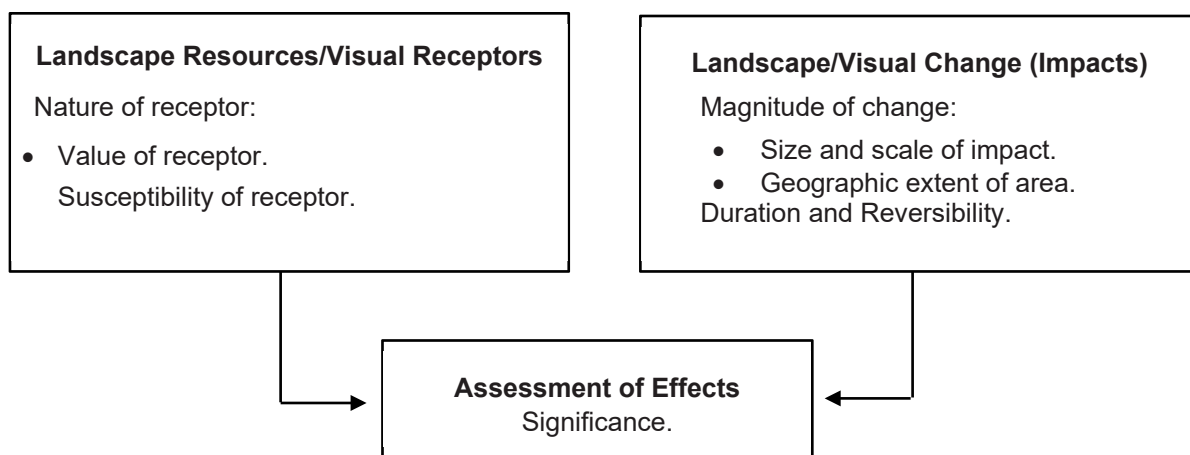 Landscape Resources/Visual Receptors
Nature of receptor:
• Value of receptor.
Susceptibility of receptor.
Landscape/Visual Change (Impacts)
Magnitude of change:
• Size and scale of impact.
• Geographic extent of area.
Duration and Reversibility.
Assessment of Effects
Significance.